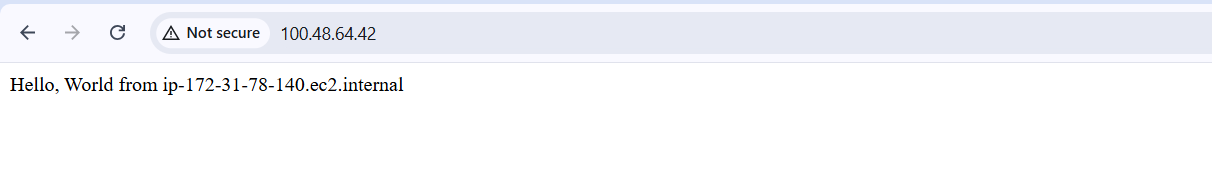 Not secure 100.48.64.42
Hello, World from ip-172-31-78-140.ec2.internal